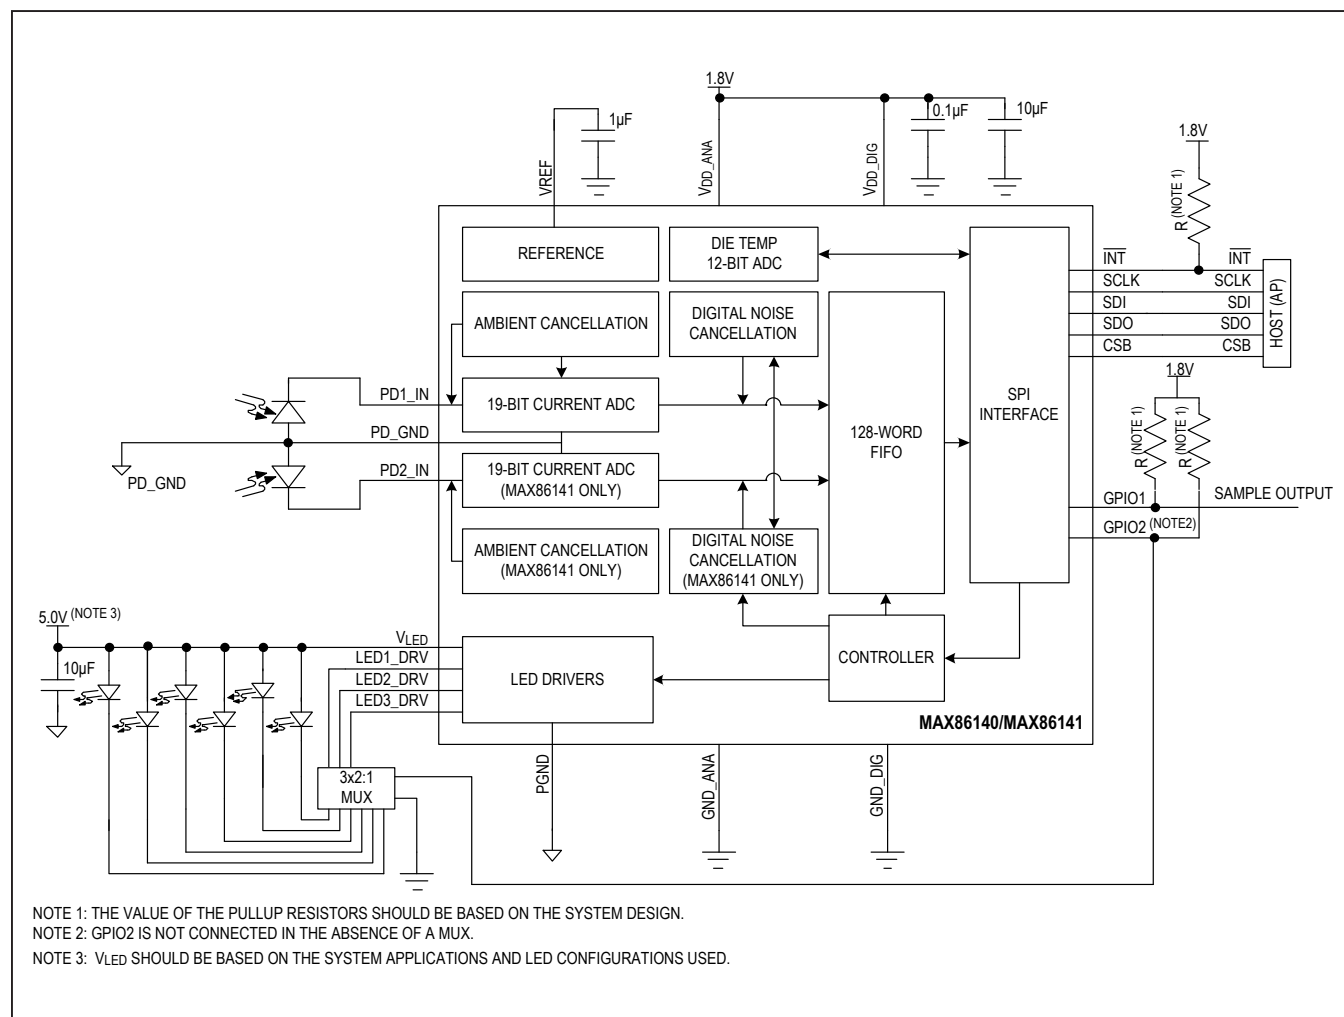 1.8V
0.1µF
10µF
1µF
1.8V
VREF
VDD_ANA
VDD_DIG
R (NOTE 1)
REFERENCE
DIE TEMP
12-BIT ADC
INT
INT
SCLK
SCLK
SDI
SDI
SDO
SDO
CSB
CSB
HOST (AP)
AMBIENT CANCELLATION
DIGITAL NOISE
CANCELLATION
1.8V
PD1_IN
19-BIT CURRENT ADC
SPI
INTERFACE
128-WORD
FIFO
R (NOTE 1)
R (NOTE 1)
PD_GND
PD_GND
PD2_IN
19-BIT CURRENT ADC
(MAX86141 ONLY)
GPIO1
SAMPLE OUTPUT
GPIO2 (NOTE2)
AMBIENT CANCELLATION
(MAX86141 ONLY)
DIGITAL NOISE
CANCELLATION
(MAX86141 ONLY)
5.0V (NOTE 3)
10µF
VLED
LED1_DRV
LED2_DRV
LED3_DRV
LED DRIVERS
CONTROLLER
MAX86140/MAX86141
3x2:1
MUX
PGND
GND_ANA
GND_DIG
NOTE 1: THE VALUE OF THE PULLUP RESISTORS SHOULD BE BASED ON THE SYSTEM DESIGN.
NOTE 2: GPIO2 IS NOT CONNECTED IN THE ABSENCE OF A MUX.
NOTE 3: VLED SHOULD BE BASED ON THE SYSTEM APPLICATIONS AND LED CONFIGURATIONS USED.